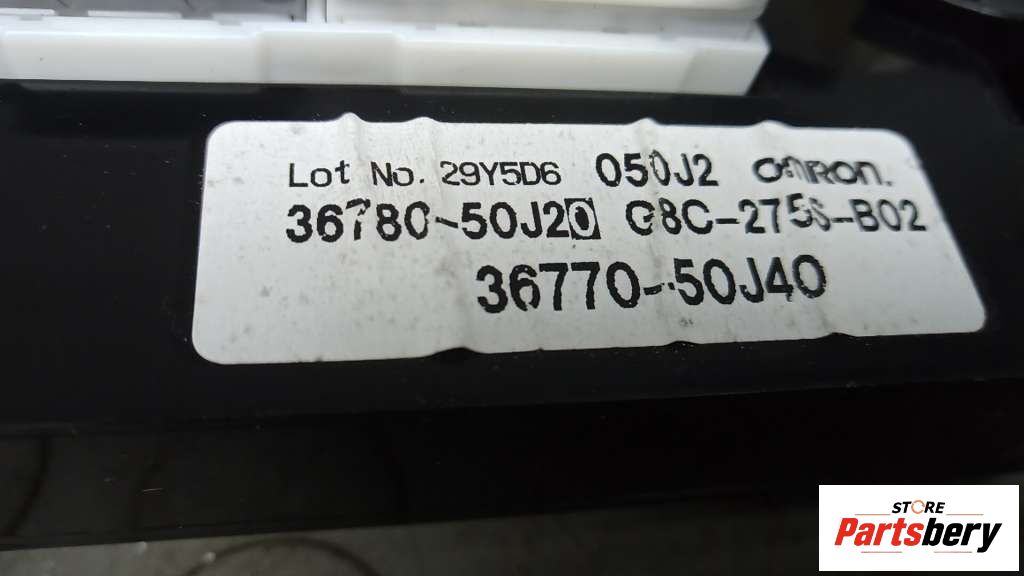 Lot No. 29Y5D6 050J2 OMRON.
36780-50J20 G8C-275S-B02
36770-50J40
STORE
Partsbery